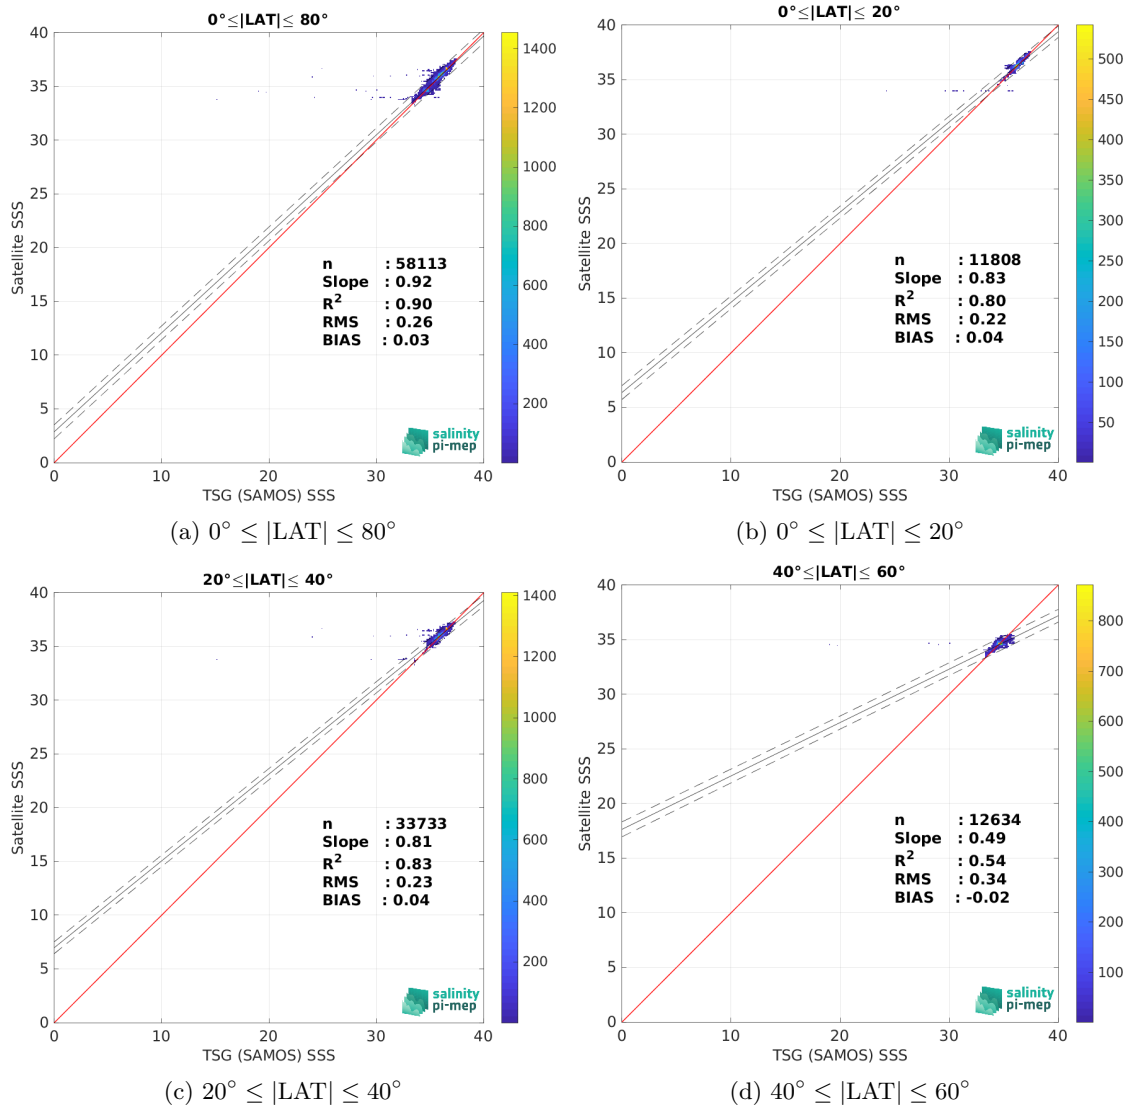 0°≤|LAT|≤ 80°
40
35
30
25
20
15
10
5
0
0
10
20
30
40
Satellite SSS
TSG (SAMOS) SSS
n : 58113
Slope : 0.92
R² : 0.90
RMS : 0.26
BIAS : 0.03
salinity
pi-mep
1400
1200
1000
800
600
400
200
(a) 0° ≤ |LAT| ≤ 80°
0°≤|LAT|≤ 20°
40
35
30
25
20
15
10
5
0
0
10
20
30
40
Satellite SSS
TSG (SAMOS) SSS
n : 11808
Slope : 0.83
R² : 0.80
RMS : 0.22
BIAS : 0.04
salinity
pi-mep
500
450
400
350
300
250
200
150
100
50
(b) 0° ≤ |LAT| ≤ 20°
20°≤|LAT|≤ 40°
40
35
30
25
20
15
10
5
0
0
10
20
30
40
Satellite SSS
TSG (SAMOS) SSS
n : 33733
Slope : 0.81
R² : 0.83
RMS : 0.23
BIAS : 0.04
salinity
pi-mep
1400
1200
1000
800
600
400
200
(c) 20° ≤ |LAT| ≤ 40°
40°≤|LAT|≤ 60°
40
35
30
25
20
15
10
5
0
0
10
20
30
40
Satellite SSS
TSG (SAMOS) SSS
n : 12634
Slope : 0.49
R² : 0.54
RMS : 0.34
BIAS : -0.02
salinity
pi-mep
800
700
600
500
400
300
200
100
(d) 40° ≤ |LAT| ≤ 60°